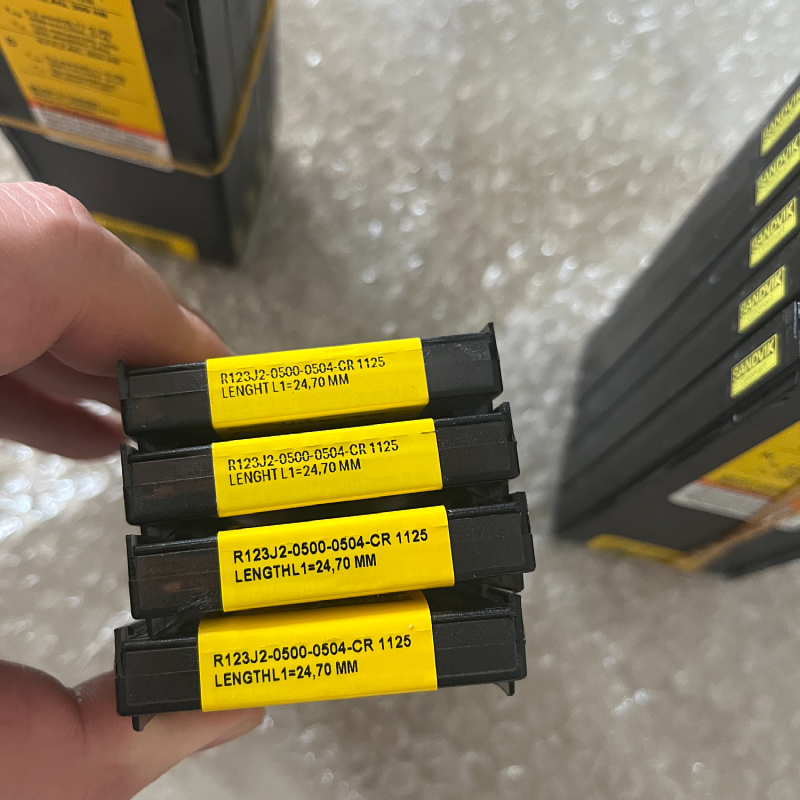 R123J2-0500-0504-CR 1125
LENGHT L1=24,70 MM
R123J2-0500-0504-CR 1125
LENGHT L1=24,70 MM
R123J2-0500-0504-CR 1125
LENGTHL1=24,70 MM
R123J2-0500-0504-CR 1125
LENGTHL1=24,70 MM
SANDVIK
SANDVIK
SANDVIK
SANDVIK
SANDVIK